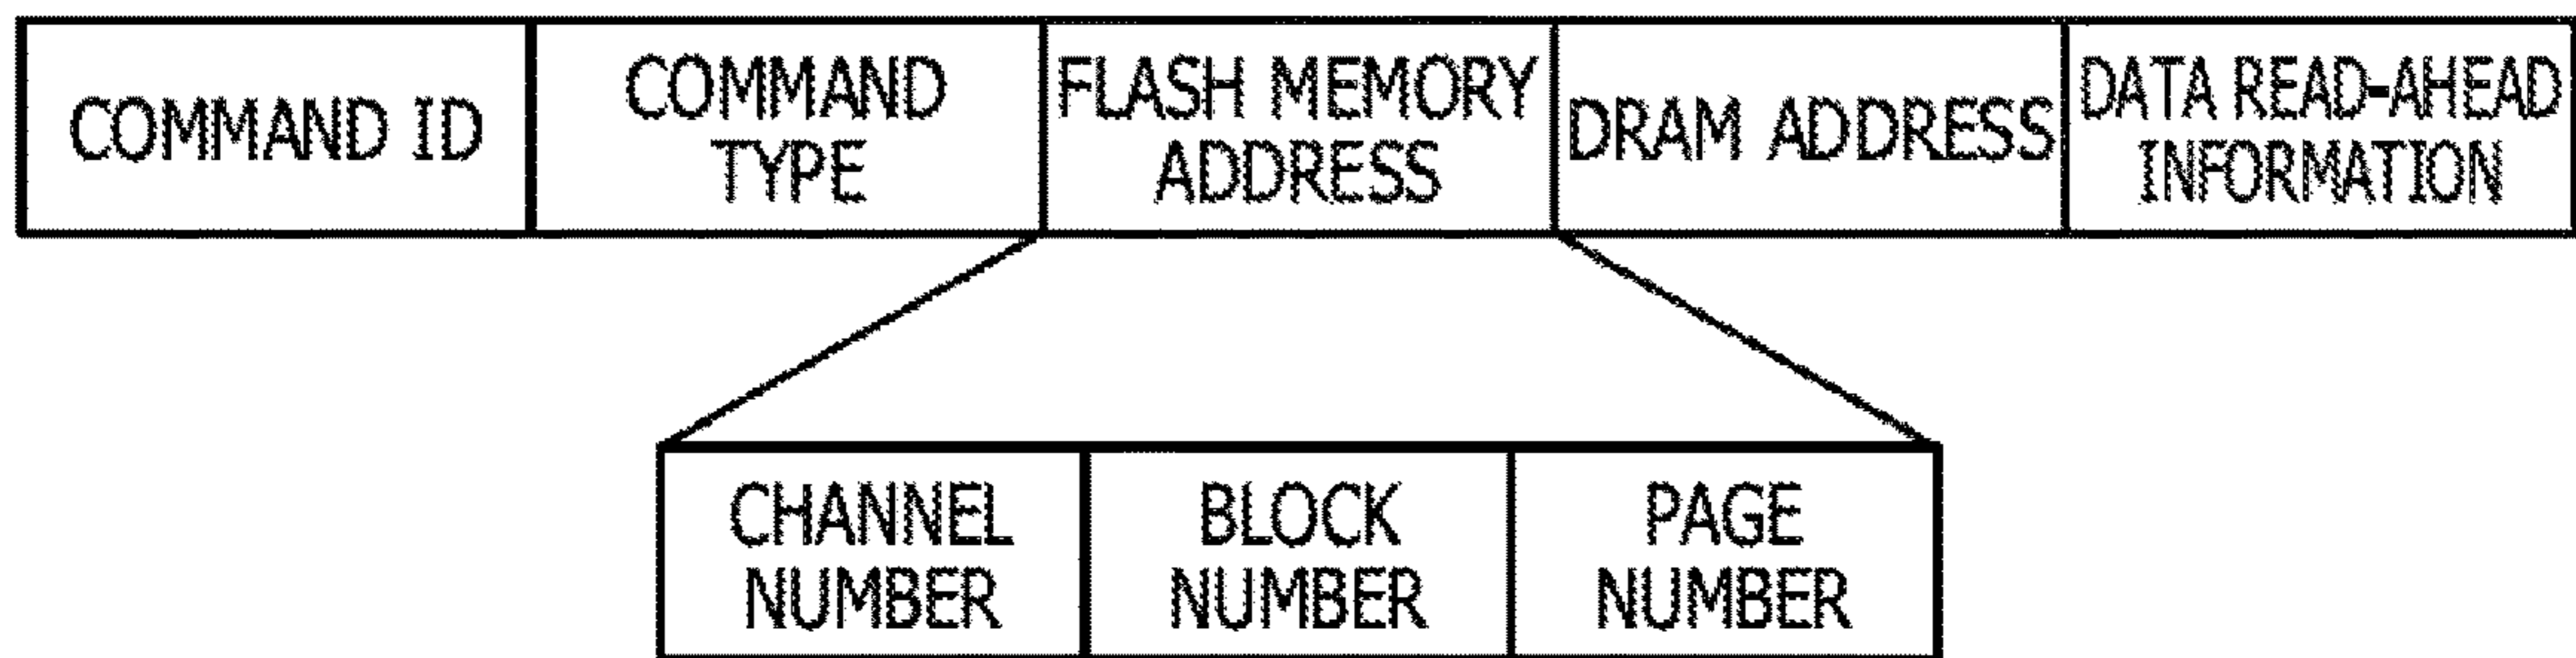 COMMAND ID
COMMAND
TYPE
FLASH MEMORY
ADDRESS
DRAM ADDRESS
DATA READ-AHEAD
INFORMATION
CHANNEL
NUMBER
BLOCK
NUMBER
PAGE
NUMBER